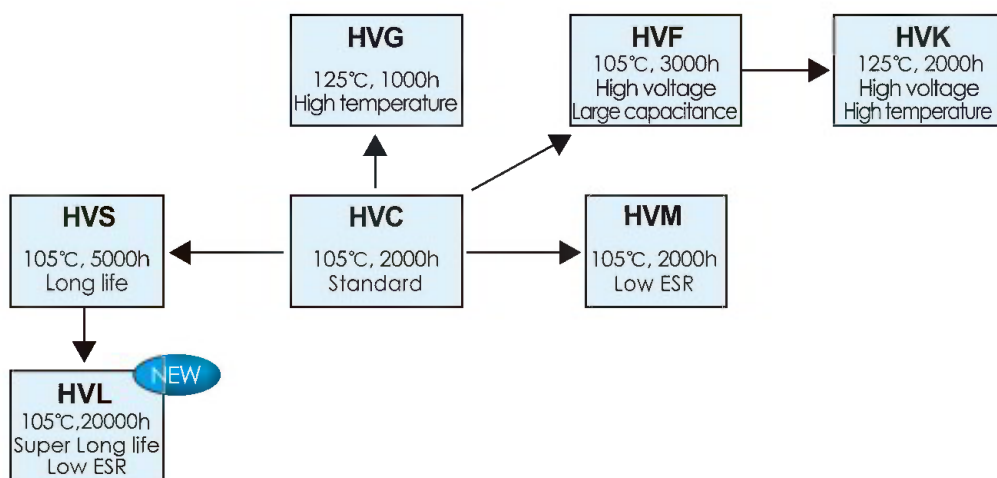 HVG
125℃, 1000h
High temperature
HVF
105℃, 3000h
High voltage
Large capacitance
HVK
125℃, 2000h
High voltage
High temperature
HVS
105℃, 5000h
Long life
HVC
105℃, 2000h
Standard
HVM
105℃, 2000h
Low ESR
NEW
HVL
105℃,20000h
Super Long life
Low ESR